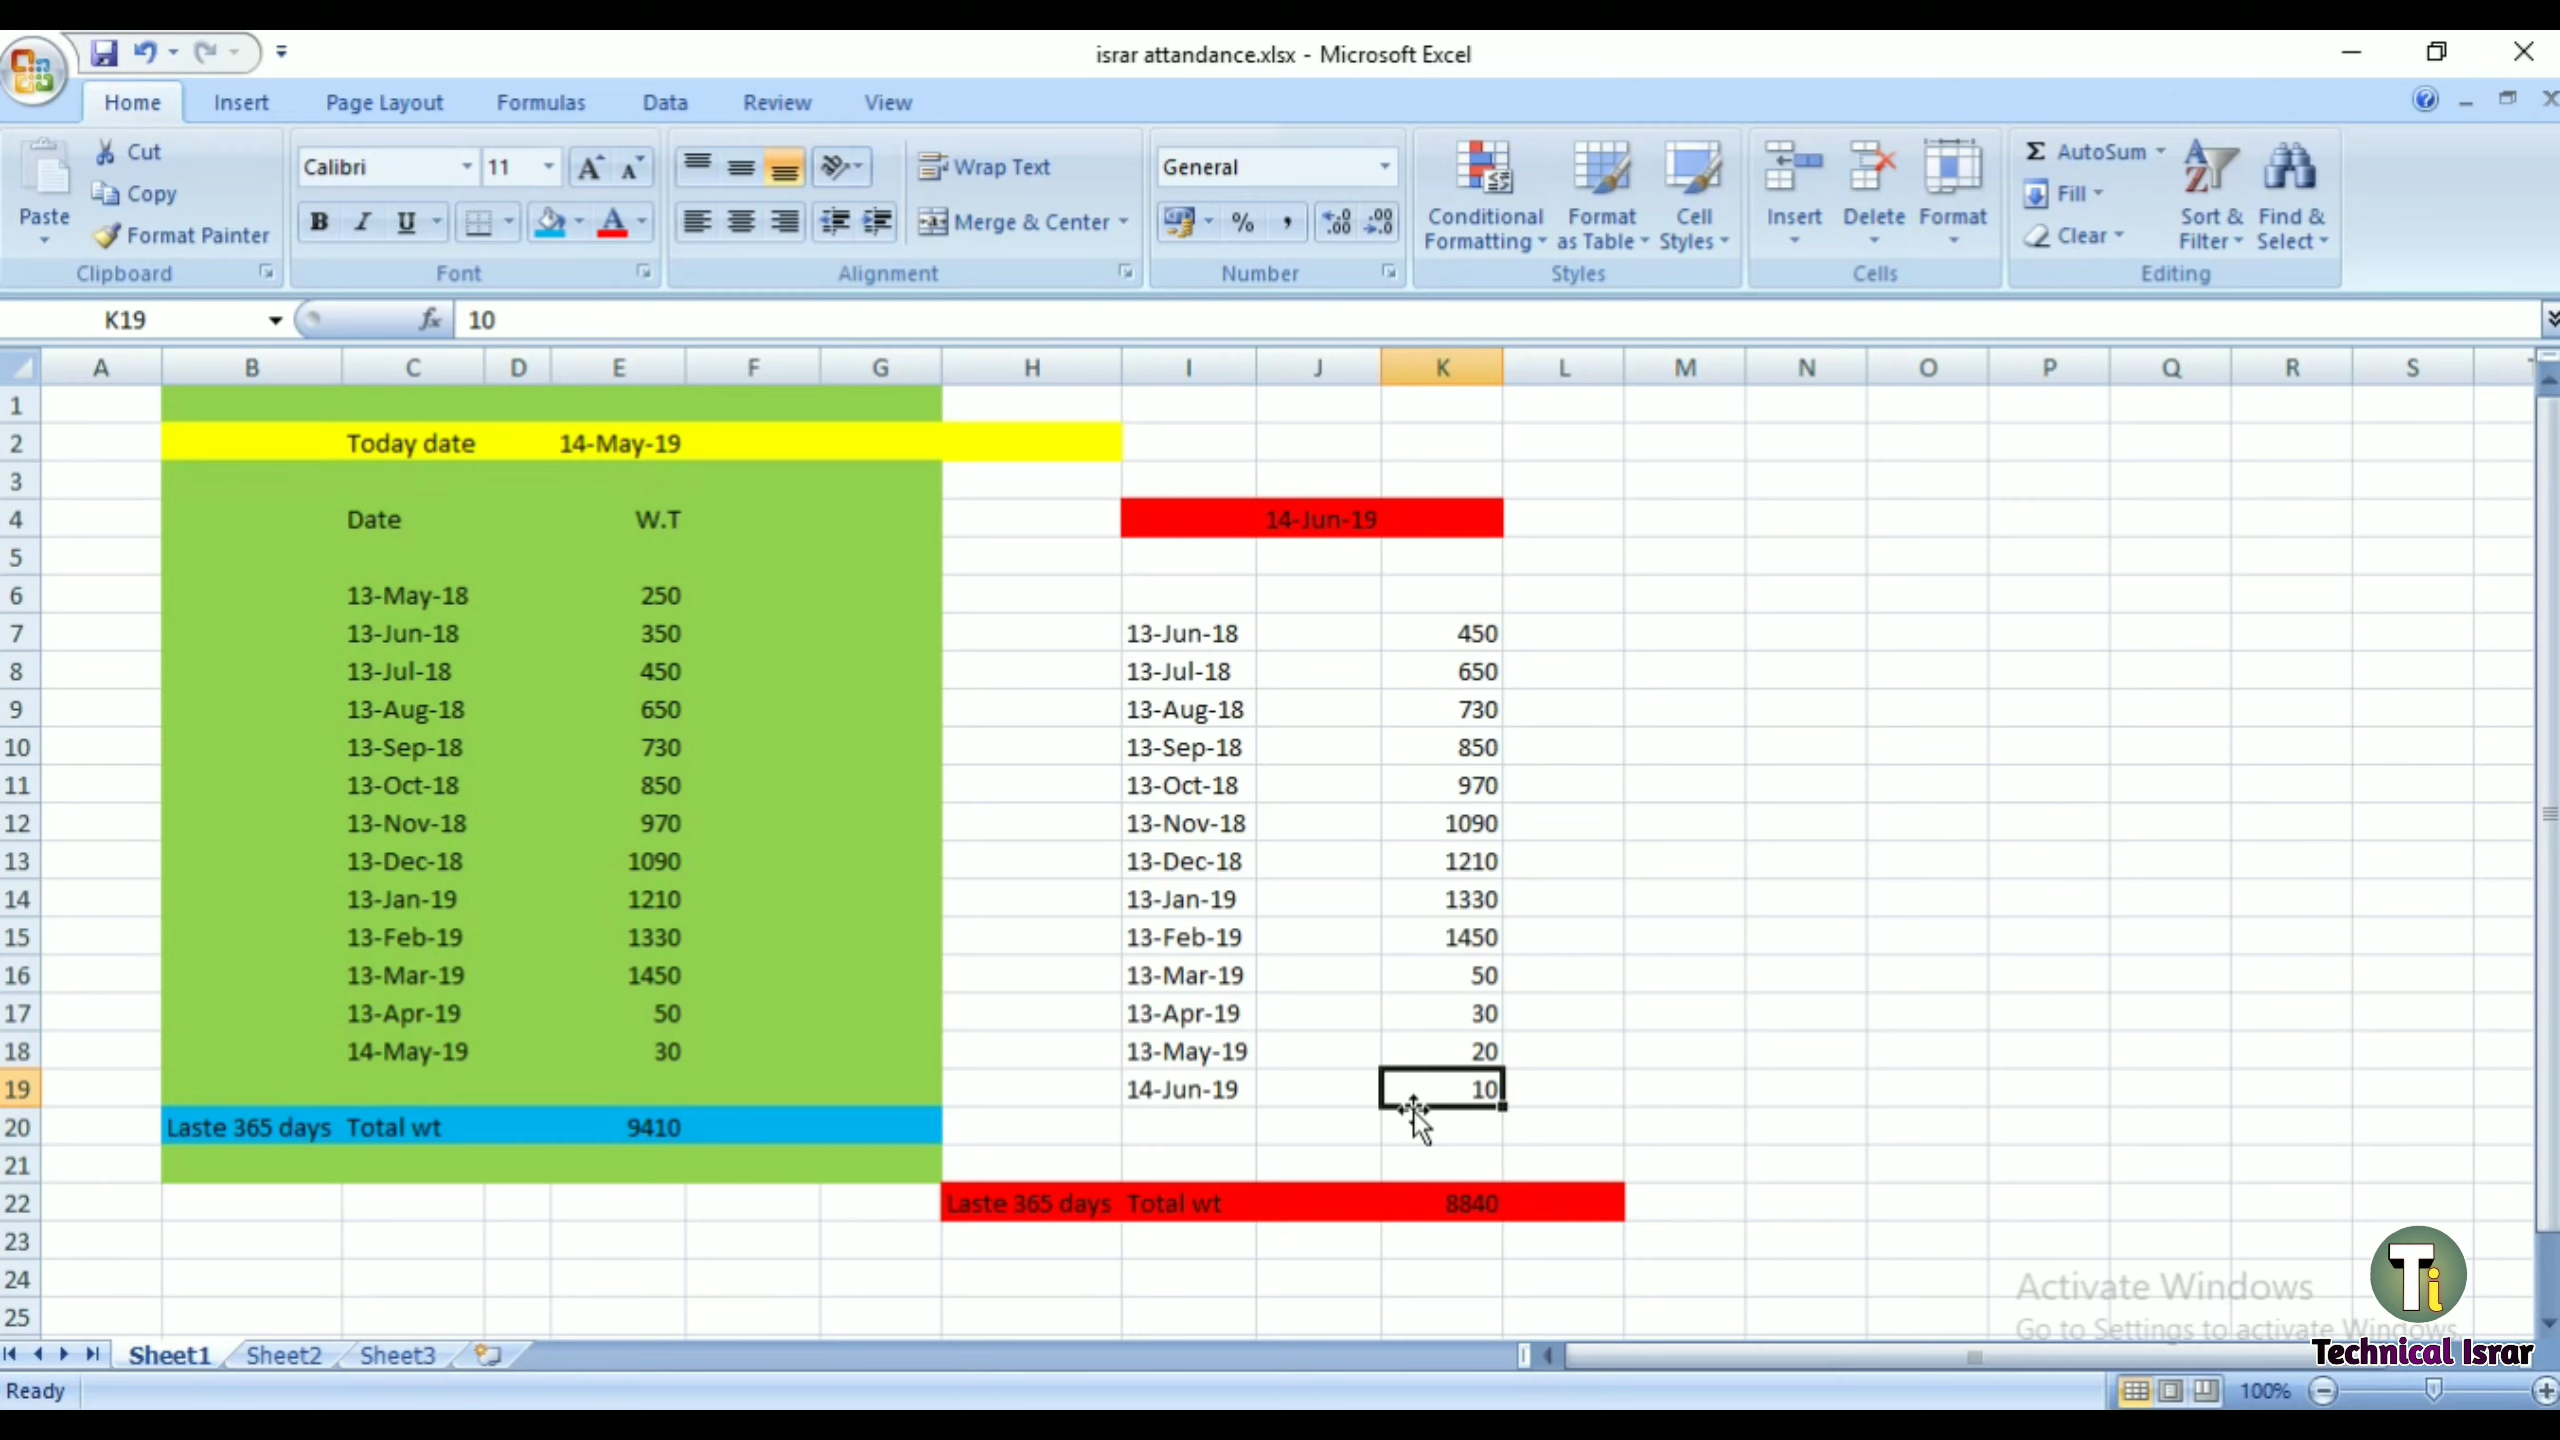 israr attandance.xlsx - Microsoft Excel
Home Insert Page Layout Formulas Data Review View
Paste
Cut
Copy
Format Painter
Clipboard
Calibri 11
B I U
Font
Wrap Text
Merge & Center
Alignment
General
% ,
Number
Conditional Formatting
Format as Table
Cell Styles
Styles
Insert Delete Format
Cells
Σ AutoSum
Fill
Clear
Sort & Filter
Find & Select
Editing
K19 fx 10
A B C D E F G H I J K L M N O P Q R S
1
2 Today date 14-May-19
3
4 Date W.T 14-Jun-19
5
6 13-May-18 250
7 13-Jun-18 350 13-Jun-18 450
8 13-Jul-18 450 13-Jul-18 650
9 13-Aug-18 650 13-Aug-18 730
10 13-Sep-18 730 13-Sep-18 850
11 13-Oct-18 850 13-Oct-18 970
12 13-Nov-18 970 13-Nov-18 1090
13 13-Dec-18 1090 13-Dec-18 1210
14 13-Jan-19 1210 13-Jan-19 1330
15 13-Feb-19 1330 13-Feb-19 1450
16 13-Mar-19 1450 13-Mar-19 50
17 13-Apr-19 50 13-Apr-19 30
18 14-May-19 30 13-May-19 20
19 14-Jun-19 10
20 Laste 365 days Total wt 9410
21
22 Laste 365 days Total wt 8840
23
24
25
Activate Windows
Go to Settings to activate Windows.
Ti
Technical Israr
Sheet1 Sheet2 Sheet3
Ready 100%